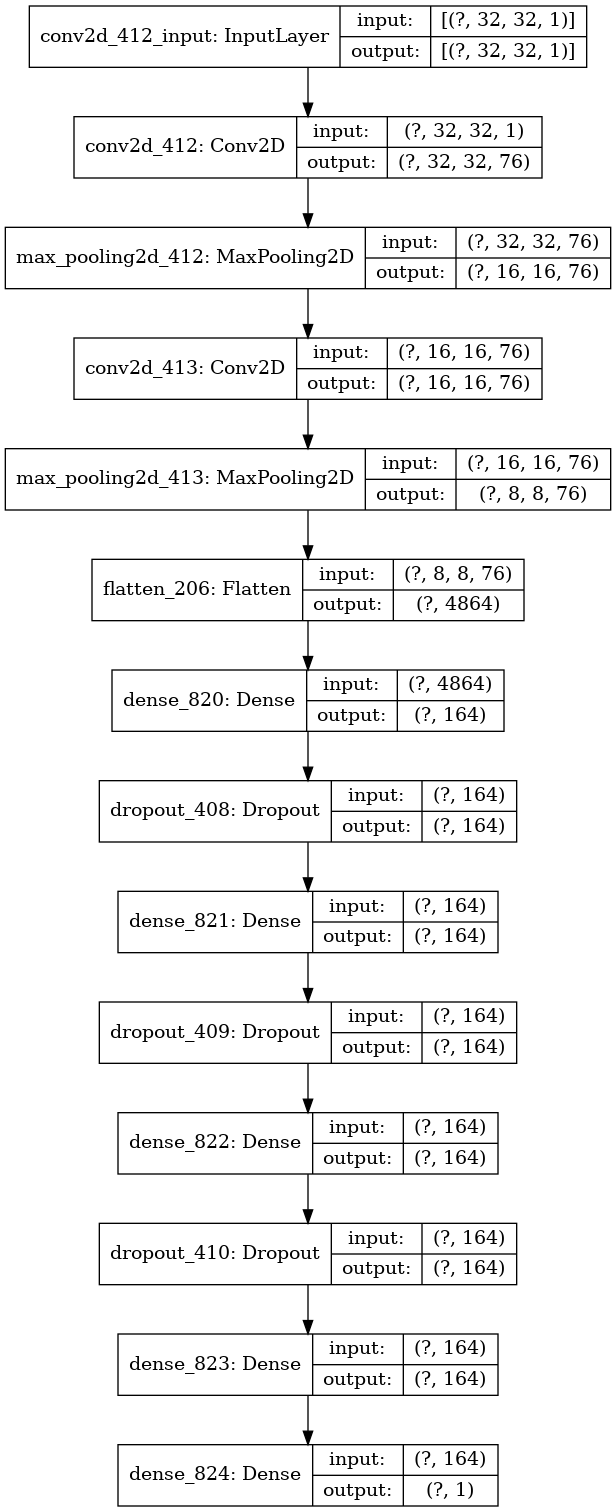 conv2d_412_input: InputLayer input: [(?, 32, 32, 1)]
output: [(?, 32, 32, 1)]
conv2d_412: Conv2D input: (?, 32, 32, 1)
output: (?, 32, 32, 76)
max_pooling2d_412: MaxPooling2D input: (?, 32, 32, 76)
output: (?, 16, 16, 76)
conv2d_413: Conv2D input: (?, 16, 16, 76)
output: (?, 16, 16, 76)
max_pooling2d_413: MaxPooling2D input: (?, 16, 16, 76)
output: (?, 8, 8, 76)
flatten_206: Flatten input: (?, 8, 8, 76)
output: (?, 4864)
dense_820: Dense input: (?, 4864)
output: (?, 164)
dropout_408: Dropout input: (?, 164)
output: (?, 164)
dense_821: Dense input: (?, 164)
output: (?, 164)
dropout_409: Dropout input: (?, 164)
output: (?, 164)
dense_822: Dense input: (?, 164)
output: (?, 164)
dropout_410: Dropout input: (?, 164)
output: (?, 164)
dense_823: Dense input: (?, 164)
output: (?, 164)
dense_824: Dense input: (?, 164)
output: (?, 1)